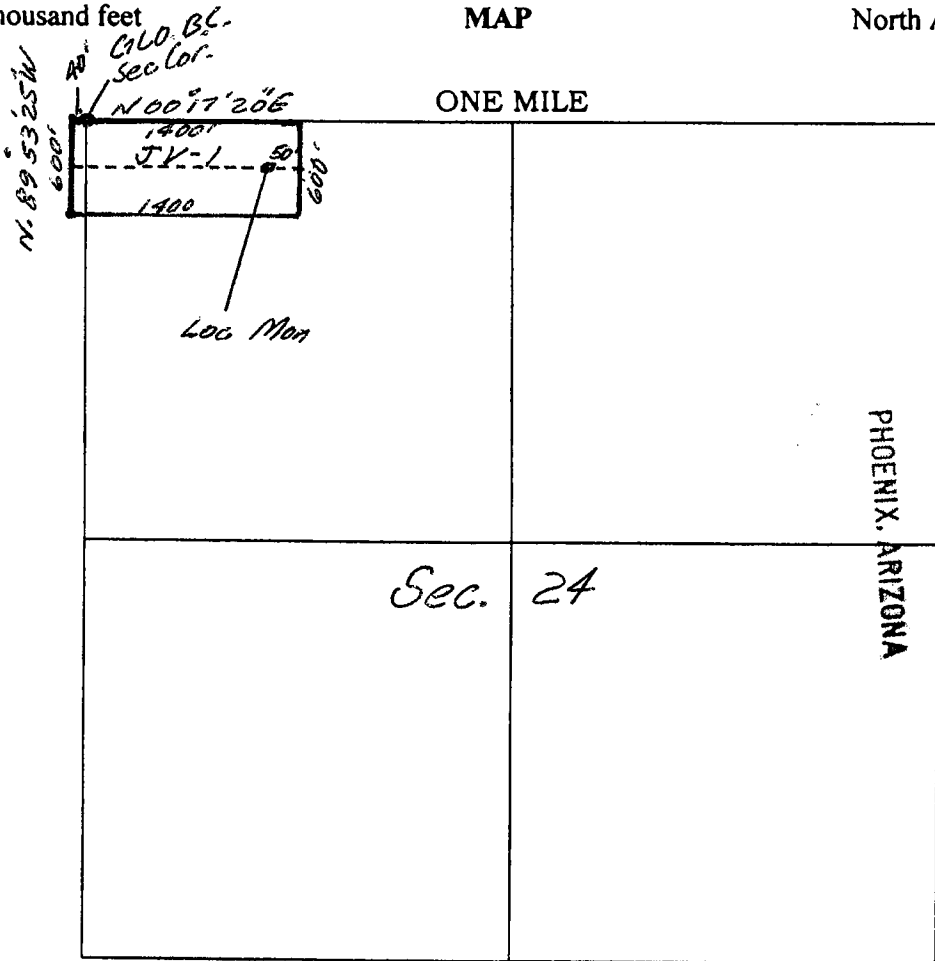 housand feet MAP North
GLO. B.C.
Sec Cor.
40'
N 00°17'20"E
ONE MILE
1400'
N. 89°53'25"W
600'
JV-1
50'
600'
1400
Loc Mon
PHOENIX, ARIZONA
Sec. 24